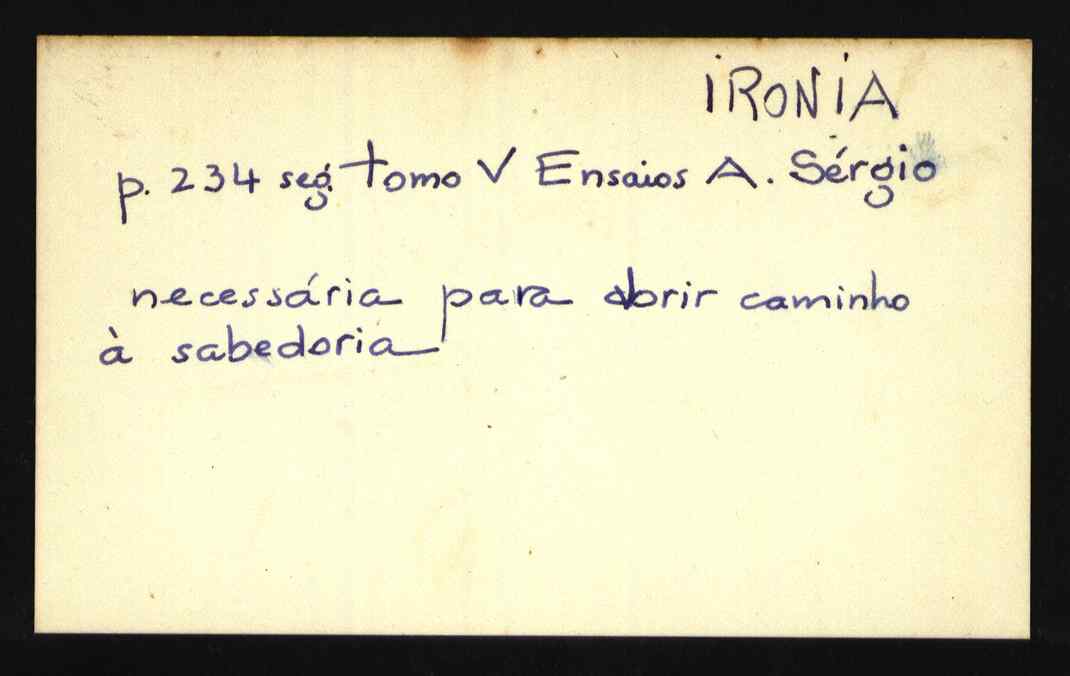 IRONIA
p. 234 seg. tomo V Ensaios A. Sérgio
necessária para abrir caminho
à sabedoria